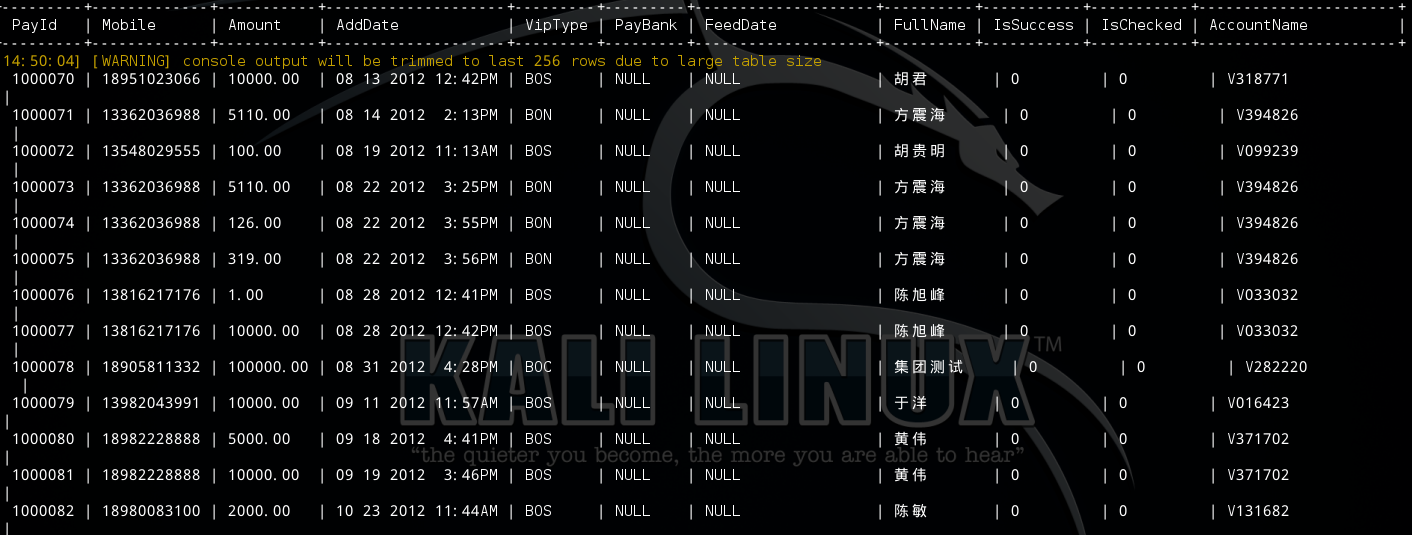 PayId | Mobile | Amount | AddDate | VipType | PayBank | FeedDate | FullName | IsSuccess | IsChecked | AccountName |
14:50:04] [WARNING] console output will be trimmed to last 256 rows due to large table size
1000070 | 18951023066 | 10000.00 | 08 13 2012 12:42PM | BOS | NULL | NULL | 胡君 | 0 | 0 | V318771
|
1000071 | 13362036988 | 5110.00 | 08 14 2012 2:13PM | BON | NULL | NULL | 方震海 | 0 | 0 | V394826
|
1000072 | 13548029555 | 100.00 | 08 19 2012 11:13AM | BOS | NULL | NULL | 胡贵明 | 0 | 0 | V099239
|
1000073 | 13362036988 | 5110.00 | 08 22 2012 3:25PM | BON | NULL | NULL | 方震海 | 0 | 0 | V394826
|
1000074 | 13362036988 | 126.00 | 08 22 2012 3:55PM | BON | NULL | NULL | 方震海 | 0 | 0 | V394826
|
1000075 | 13362036988 | 319.00 | 08 22 2012 3:56PM | BON | NULL | NULL | 方震海 | 0 | 0 | V394826
|
1000076 | 13816217176 | 1.00 | 08 28 2012 12:41PM | BOS | NULL | NULL | 陈旭峰 | 0 | 0 | V033032
|
1000077 | 13816217176 | 10000.00 | 08 28 2012 12:42PM | BOS | NULL | NULL | 陈旭峰 | 0 | 0 | V033032
|
1000078 | 18905811332 | 100000.00 | 08 31 2012 4:28PM | BOC | NULL | NULL | 集团测试 | 0 | 0 | V282220
|
1000079 | 13982043991 | 10000.00 | 09 11 2012 11:57AM | BOS | NULL | NULL | 于洋 | 0 | 0 | V016423
|
1000080 | 18982228888 | 5000.00 | 09 18 2012 4:41PM | BOS | NULL | NULL | 黄伟 | 0 | 0 | V371702
|
1000081 | 18982228888 | 10000.00 | 09 19 2012 3:46PM | BOS | NULL | NULL | 黄伟 | 0 | 0 | V371702
|
1000082 | 18980083100 | 2000.00 | 10 23 2012 11:44AM | BOS | NULL | NULL | 陈敏 | 0 | 0 | V131682
|
KALI LINUX™
“the quieter you become, the more you are able to hear”